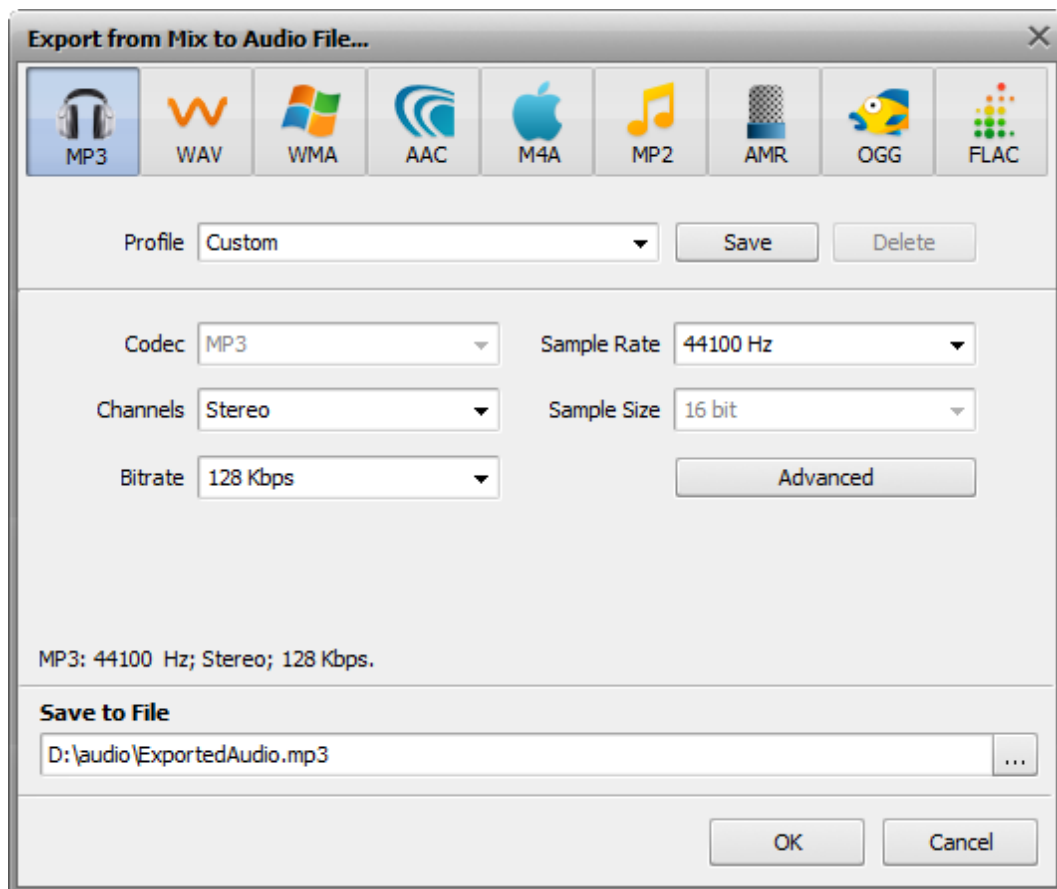 Export from Mix to Audio File...
MP3 WAV WMA AAC M4A MP2 AMR OGG FLAC
Profile Custom Save Delete
Codec MP3 Sample Rate 44100 Hz
Channels Stereo Sample Size 16 bit
Bitrate 128 Kbps Advanced
MP3: 44100 Hz; Stereo; 128 Kbps.
Save to File
D:\audio\ExportedAudio.mp3 ...
OK Cancel